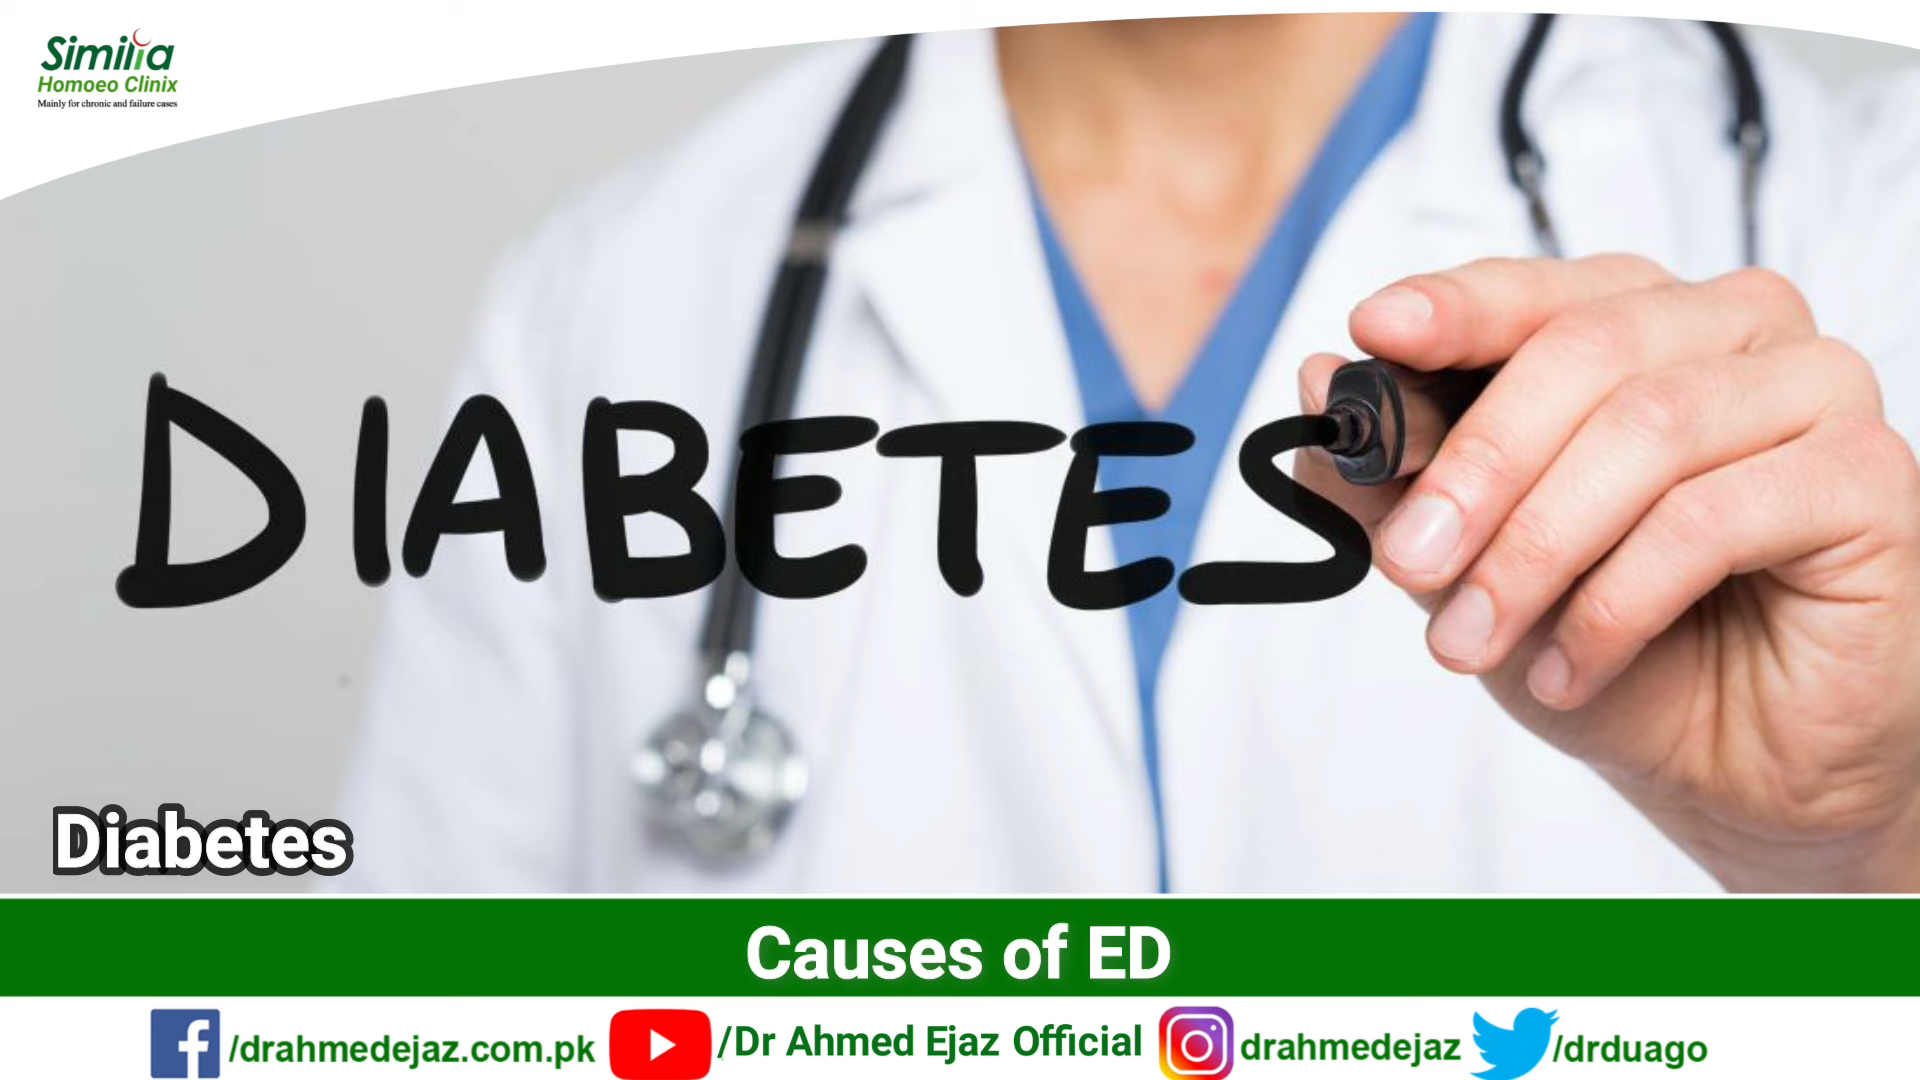 Similia
Homoeo Clinix
Mainly for chronic and failure cases
DIABETES
Diabetes
Causes of ED
/drahmedejaz.com.pk
/Dr Ahmed Ejaz Official
drahmedejaz
/drduago